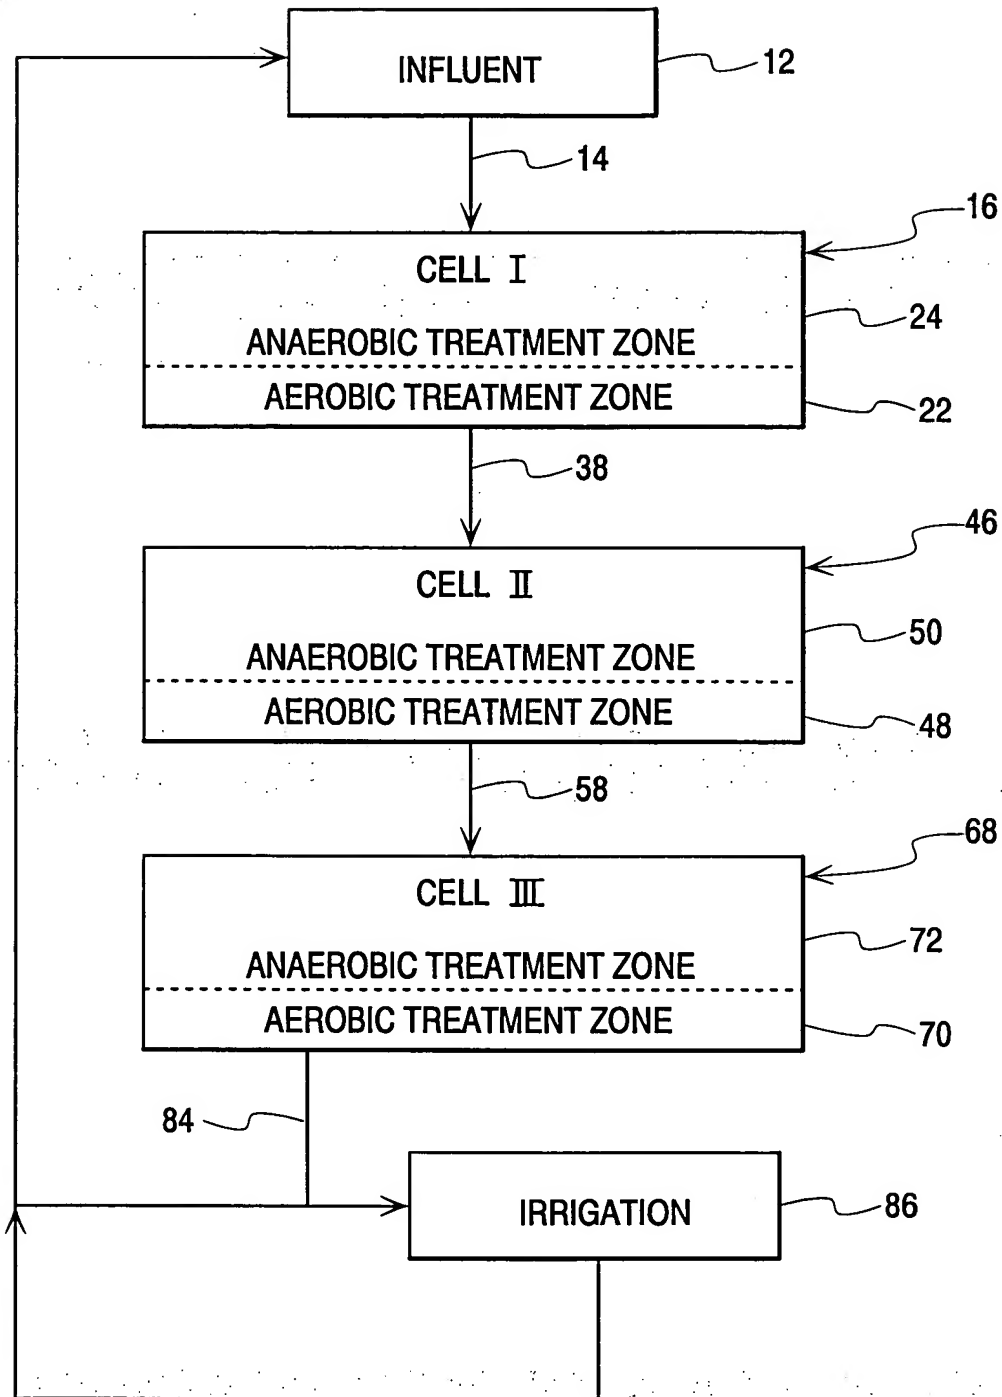 INFLUENT
12
14
16
CELL I
24
ANAEROBIC TREATMENT ZONE
AEROBIC TREATMENT ZONE
22
38
46
CELL II
50
ANAEROBIC TREATMENT ZONE
AEROBIC TREATMENT ZONE
48
58
68
CELL III
72
ANAEROBIC TREATMENT ZONE
AEROBIC TREATMENT ZONE
70
84
IRRIGATION
86